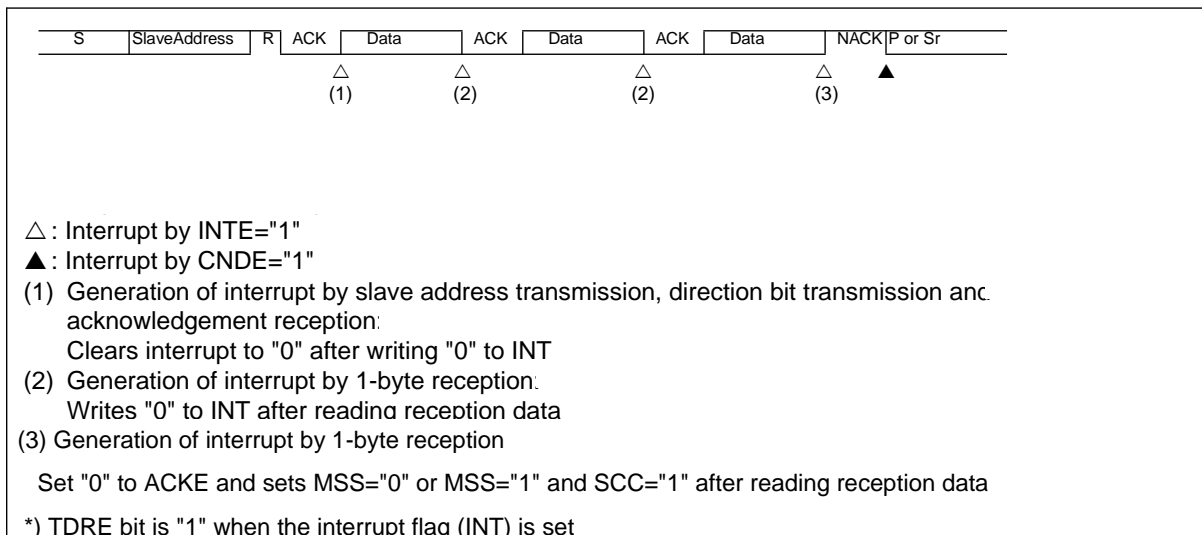 S SlaveAddress R ACK Data ACK Data ACK Data NACK P or Sr
△ △ △ △ ▲
(1) (2) (2) (3)
△: Interrupt by INTE="1"
▲: Interrupt by CNDE="1"
(1) Generation of interrupt by slave address transmission, direction bit transmission and
acknowledgement reception:
Clears interrupt to "0" after writing "0" to INT
(2) Generation of interrupt by 1-byte reception:
Writes "0" to INT after reading reception data
(3) Generation of interrupt by 1-byte reception
Set "0" to ACKE and sets MSS="0" or MSS="1" and SCC="1" after reading reception data
*) TDRE bit is "1" when the interrupt flag (INT) is set